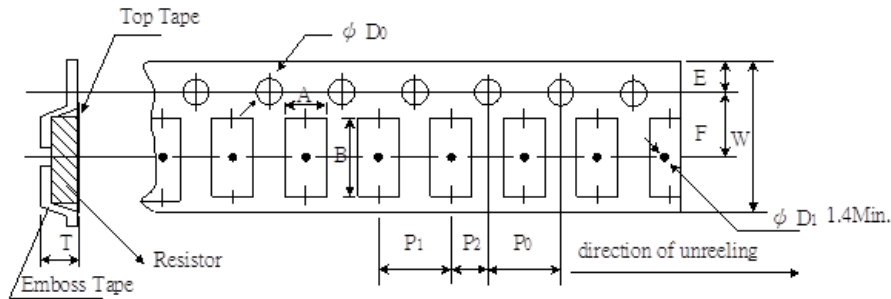 Top Tape
ϕ D0
A
E
B
F
W
T
P1
P2
P0
ϕ D1 1.4Min.
direction of unreeling
Resistor
Emboss Tape